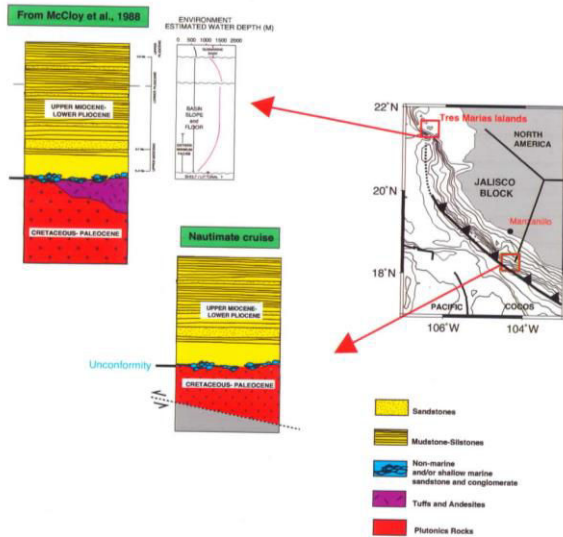 From McCloy et al., 1988
ENVIRONMENT
ESTIMATED WATER DEPTH (M)
0 500 1000 1500 2000
UPPER MIOCENE-
LOWER PLIOCENE
BASIN
SLOPE
and
FLOOR
CRETACEOUS- PALEOCENE
Nautimate cruise
UPPER MIOCENE-
LOWER PLIOCENE
Unconformity
CRETACEOUS- PALEOCENE
22°N
Tres Marias Islands
NORTH
AMERICA
20°N
JALISCO
BLOCK
Manzanillo
18°N
PACIFIC
COCOS
106°W
104°W
Sandstones
Mudstone-Silstones
Non-marine
and/or shallow marine
sandstone and conglomerate
Tuffs and Andesites
Plutonics Rocks